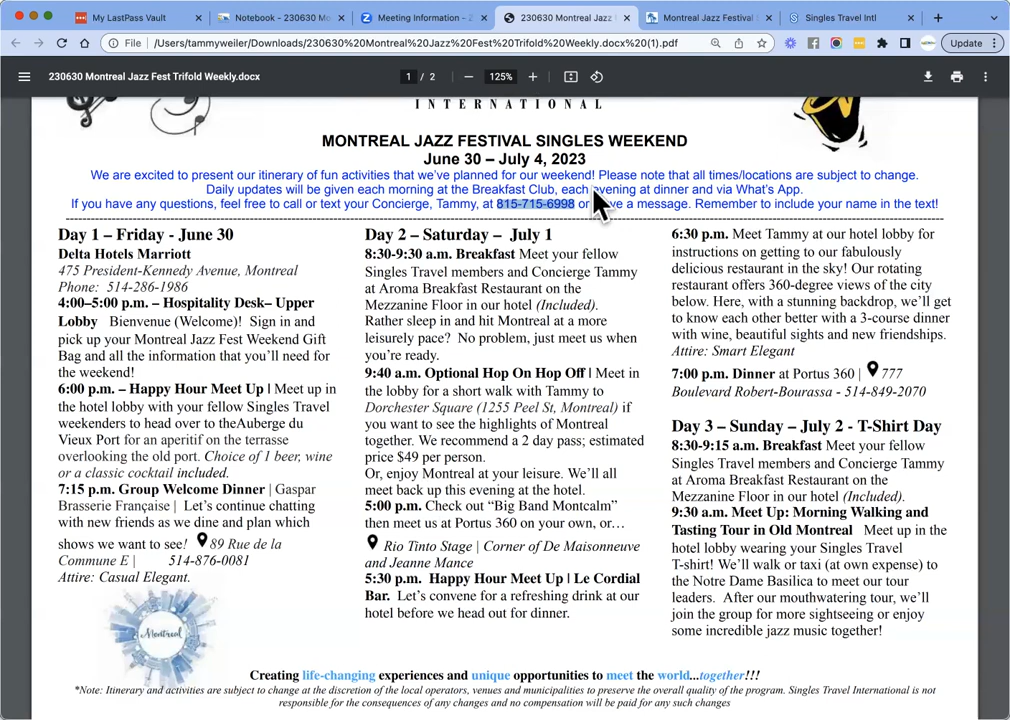 My LastPass Vault
Notebook - 230630 Mo
Meeting Information - Z
230630 Montreal Jazz
Montreal Jazz Festival
Singles Travel Intl
File /Users/tammyweiler/Downloads/230630%20Montreal%20Jazz%20Fest%20Trifold%20Weekly.docx%20(1).pdf
Update
230630 Montreal Jazz Fest Trifold Weekly.docx
1 / 2
125%
INTERNATIONAL
MONTREAL JAZZ FESTIVAL SINGLES WEEKEND
June 30 – July 4, 2023
We are excited to present our itinerary of fun activities that we've planned for our weekend! Please note that all times/locations are subject to change.
Daily updates will be given each morning at the Breakfast Club, each evening at dinner and via What's App.
If you have any questions, feel free to call or text your Concierge, Tammy, at 815-715-6998 or a message. Remember to include your name in the header!
Day 1 – Friday - June 30
Delta Hotels Marriott
475 President-Kennedy Avenue, Montreal
Phone: 514-286-1986
4:00–5:00 p.m. – Hospitality Desk– Upper
Lobby Bienvenue (Welcome)! Sign in and
pick up your Montreal Jazz Fest Weekend Gift
Bag and all the information that you'll need for
the weekend!
6:00 p.m. – Happy Hour Meet Up | Meet up in
the hotel lobby with your fellow Singles Travel
weekenders to head over to theAuberge du
Vieux Port for an aperitif on the terrasse
overlooking the old port. Choice of 1 beer, wine
or a classic cocktail included.
7:15 p.m. Group Welcome Dinner | Gaspar
Brasserie Française | Let's continue chatting
with new friends as we dine and plan which
shows we want to see! 89 Rue de la
Commune E | 514-876-0081
Attire: Casual Elegant.
Montreal
Day 2 – Saturday – July 1
8:30-9:30 a.m. Breakfast Meet your fellow
Singles Travel members and Concierge Tammy
at Aroma Breakfast Restaurant on the
Mezzanine Floor in our hotel (Included).
Rather sleep in and hit Montreal at a more
leisurely pace? No problem, just meet us when
you're ready.
9:40 a.m. Optional Hop On Hop Off | Meet in
the lobby for a short walk with Tammy to
Dorchester Square (1255 Peel St, Montreal) if
you want to see the highlights of Montreal
together. We recommend a 2 day pass; estimated
price $49 per person.
Or, enjoy Montreal at your leisure. We'll all
meet back up this evening at the hotel.
5:00 p.m. Check out “Big Band Montcalm”
then meet us at Portus 360 on your own, or…
Rio Tinto Stage | Corner of De Maisonneuve
and Jeanne Mance
5:30 p.m. Happy Hour Meet Up | Le Cordial
Bar. Let's convene for a refreshing drink at our
hotel before we head out for dinner.
6:30 p.m. Meet Tammy at our hotel lobby for
instructions on getting to our fabulously
delicious restaurant in the sky! Our rotating
restaurant offers 360-degree views of the city
below. Here, with a stunning backdrop, we'll get
to know each other better with a 3-course dinner
with wine, beautiful sights and new friendships.
Attire: Smart Elegant
7:00 p.m. Dinner at Portus 360 | 777
Boulevard Robert-Bourassa - 514-849-2070
Day 3 – Sunday – July 2 - T-Shirt Day
8:30-9:15 a.m. Breakfast Meet your fellow
Singles Travel members and Concierge Tammy
at Aroma Breakfast Restaurant on the
Mezzanine Floor in our hotel (Included).
9:30 a.m. Meet Up: Morning Walking and
Tasting Tour in Old Montreal Meet up in the
hotel lobby wearing your Singles Travel
T-shirt! We'll walk or taxi (at own expense) to
the Notre Dame Basilica to meet our tour
leaders. After our mouthwatering tour, we'll
join the group for more sightseeing or enjoy
some incredible jazz music together!
Creating life-changing experiences and unique opportunities to meet the world...together!!!
*Note: Itinerary and activities are subject to change at the discretion of the local operators, venues and municipalities to preserve the overall quality of the program. Singles Travel International is not
responsible for the consequences of any changes and no compensation will be paid for any such changes